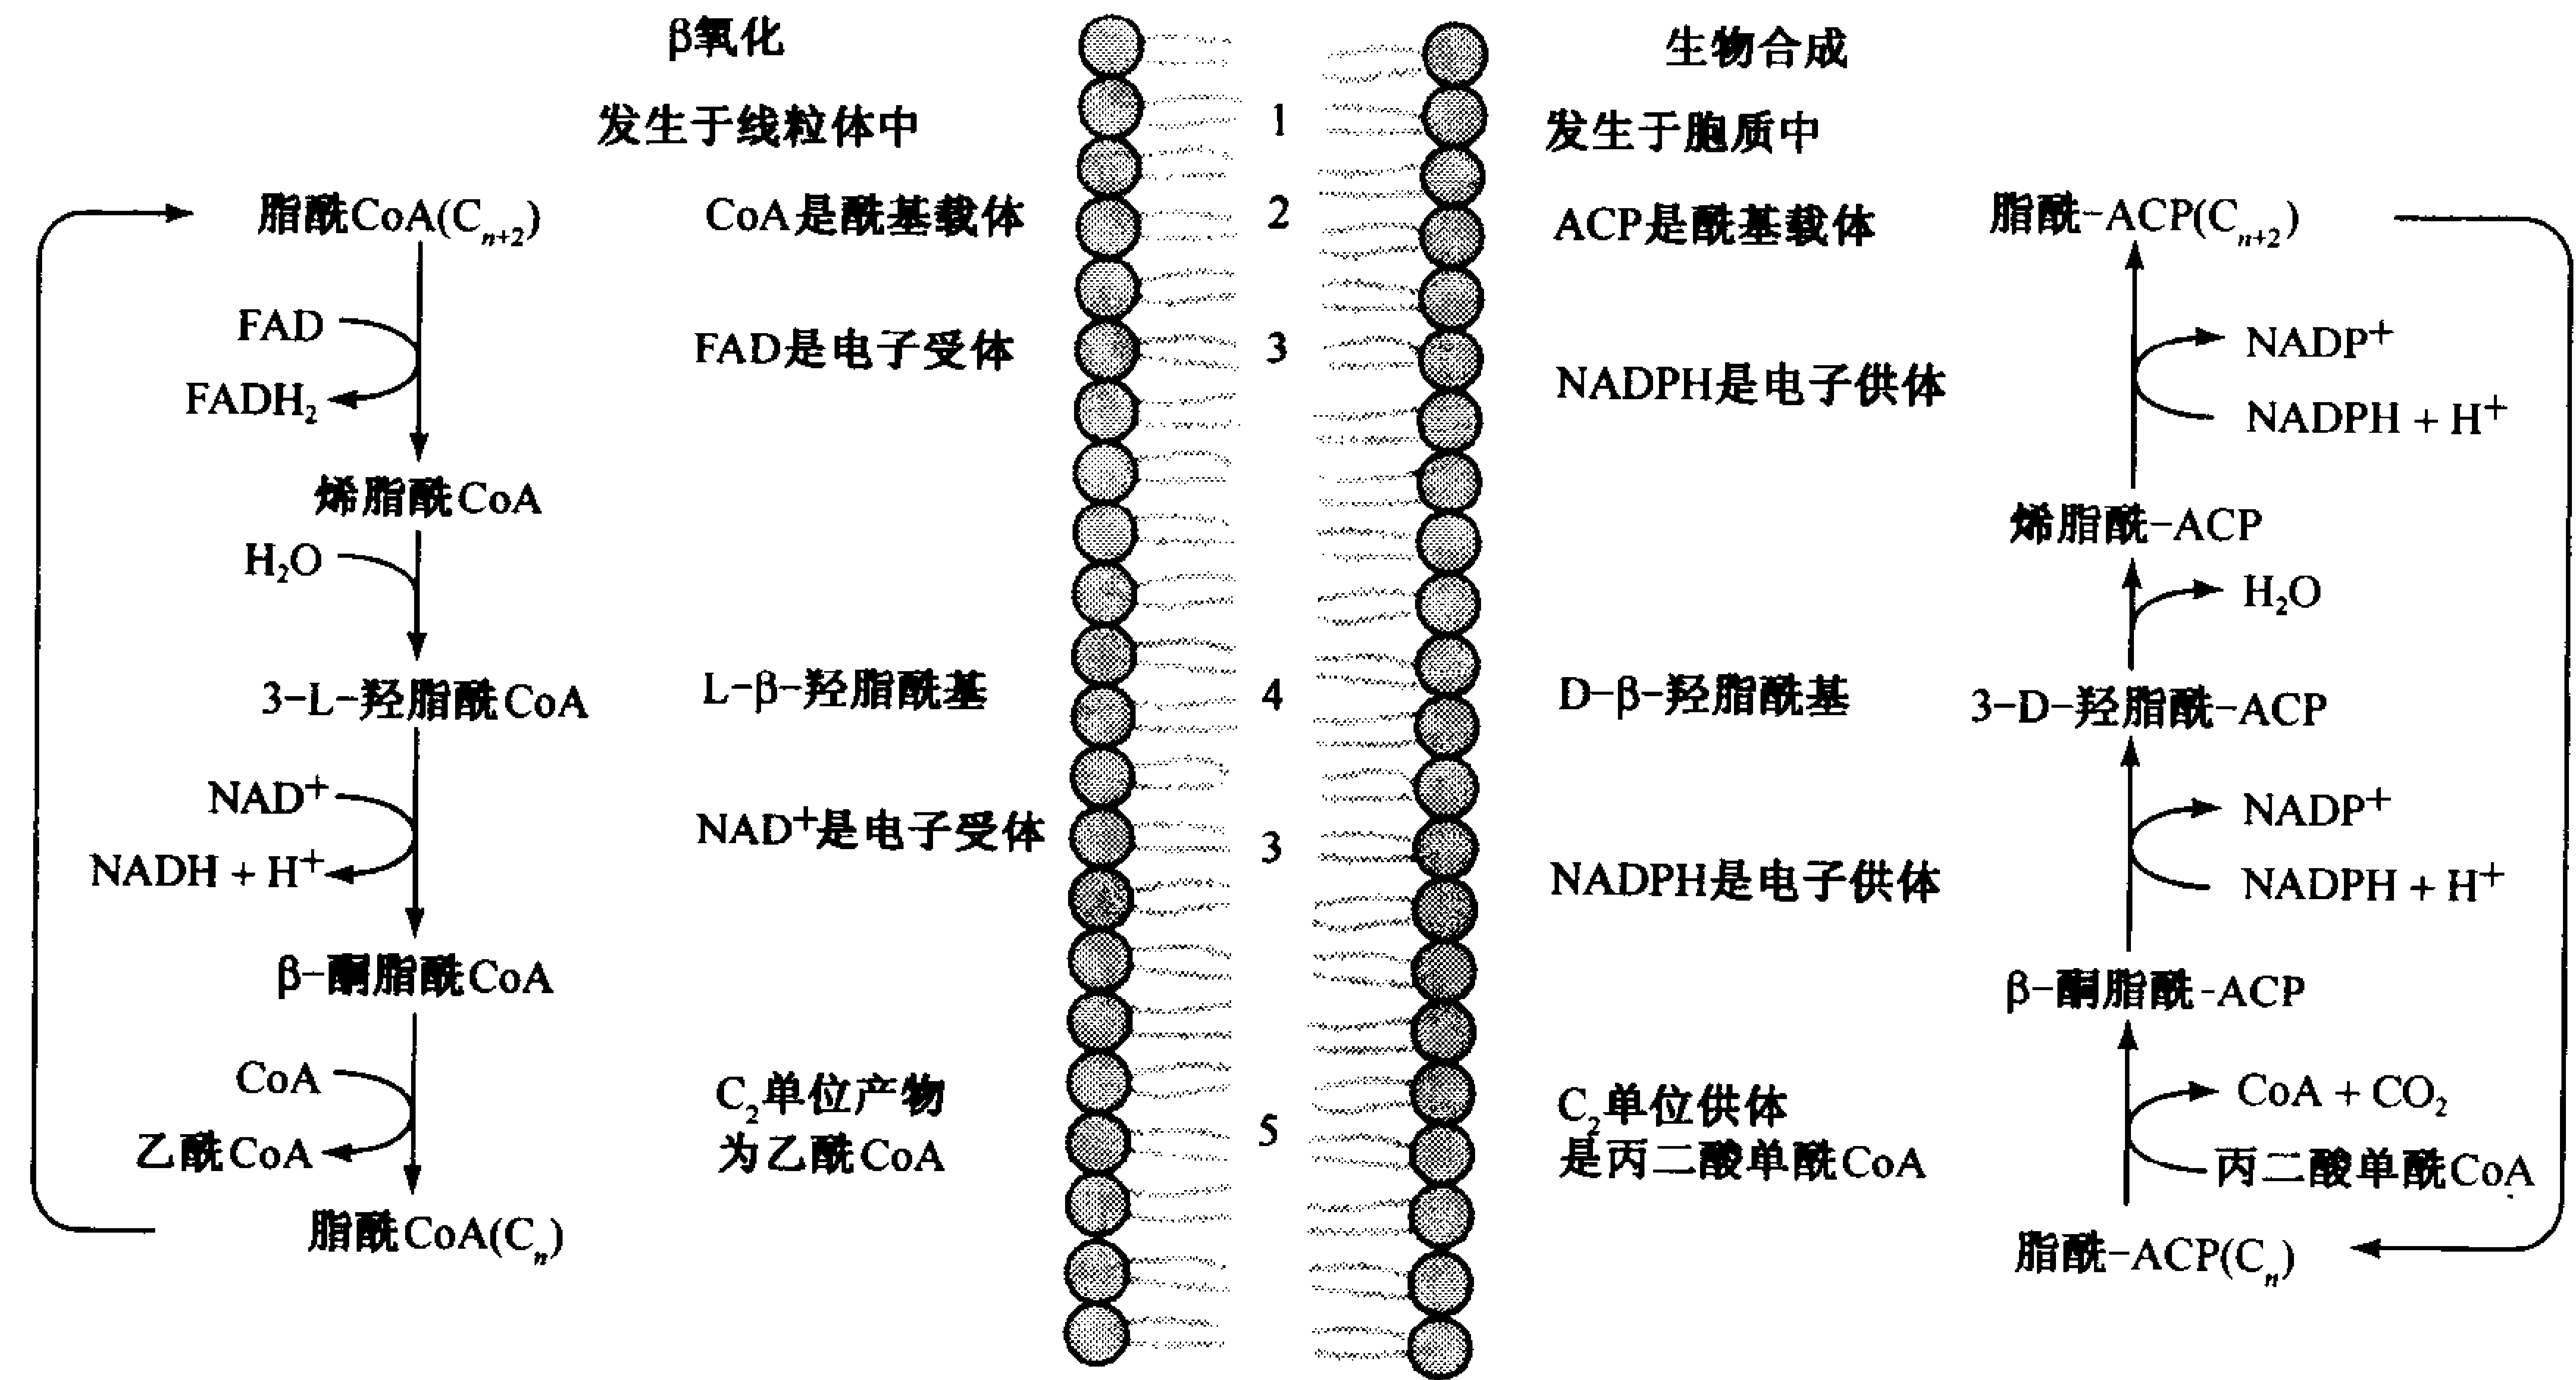 β氧化
发生于线粒体中
脂酰CoA(Cn+2)
CoA是酰基载体
FAD
FAD是电子受体
FADH2
烯脂酰CoA
H2O
3-L-羟脂酰CoA
L-β-羟脂酰基
NAD+
NAD+是电子受体
NADH + H+
β-酮脂酰CoA
CoA
C2单位产物
为乙酰CoA
乙酰CoA
脂酰CoA(Cn)
1
2
3
4
3
5
生物合成
发生于胞质中
ACP是酰基载体
脂酰-ACP(Cn+2)
NADP+
NADPH是电子供体
NADPH + H+
烯脂酰-ACP
H2O
D-β-羟脂酰基
3-D-羟脂酰-ACP
NADP+
NADPH是电子供体
NADPH + H+
β-酮脂酰-ACP
CoA + CO2
C2单位供体
是丙二酸单酰CoA
丙二酸单酰CoA
脂酰-ACP(Cn)